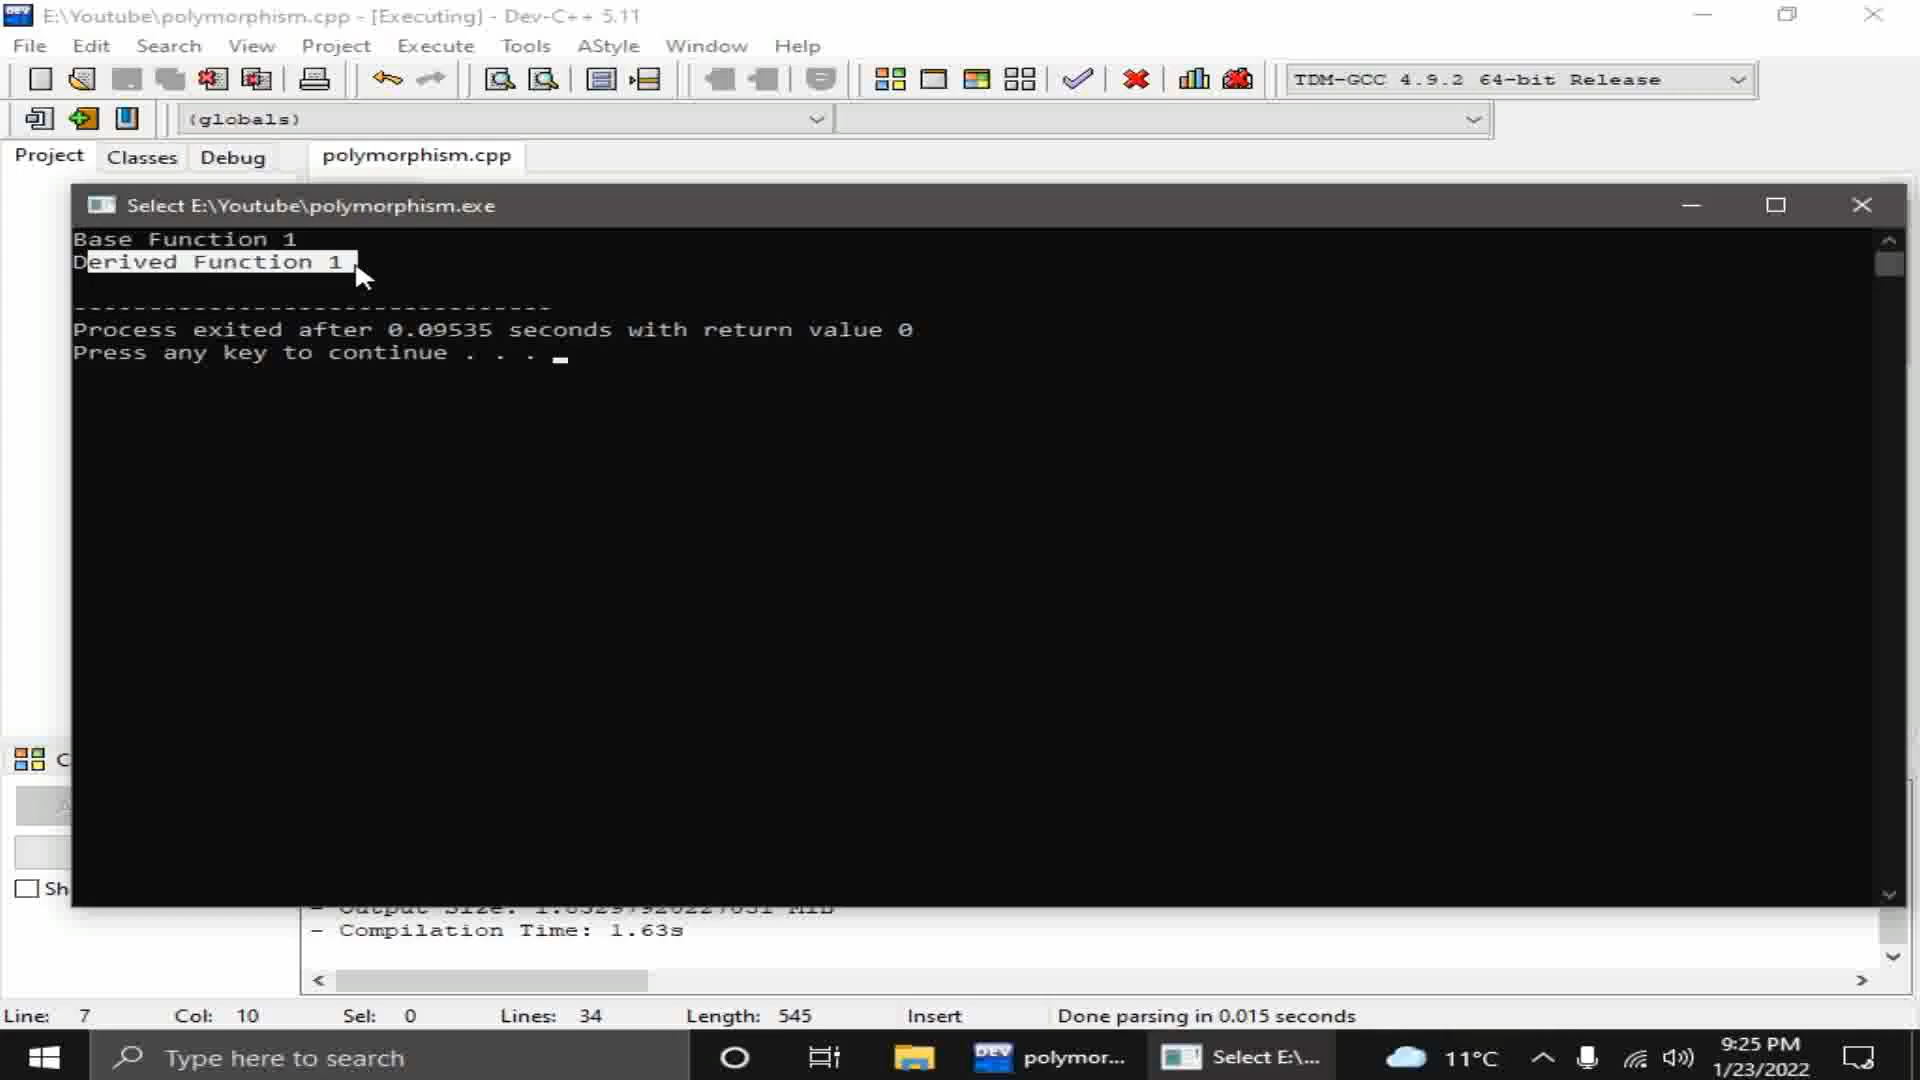 E:\Youtube\polymorphism.cpp - [Executing] - Dev-C++ 5.11
File Edit Search View Project Execute Tools AStyle Window Help
TDM-GCC 4.9.2 64-bit Release
(globals)
Project Classes Debug polymorphism.cpp
Select E:\Youtube\polymorphism.exe
Base Function 1
Derived Function 1
--------------------------------
Process exited after 0.09535 seconds with return value 0
Press any key to continue . . .
C
Sh
- Output Size:
- Compilation Time: 1.63s
Line: 7 Col: 10 Sel: 0 Lines: 34 Length: 545 Insert Done parsing in 0.015 seconds
Type here to search
DEV polymor... Select E:\... 11°C 9:25 PM
1/23/2022